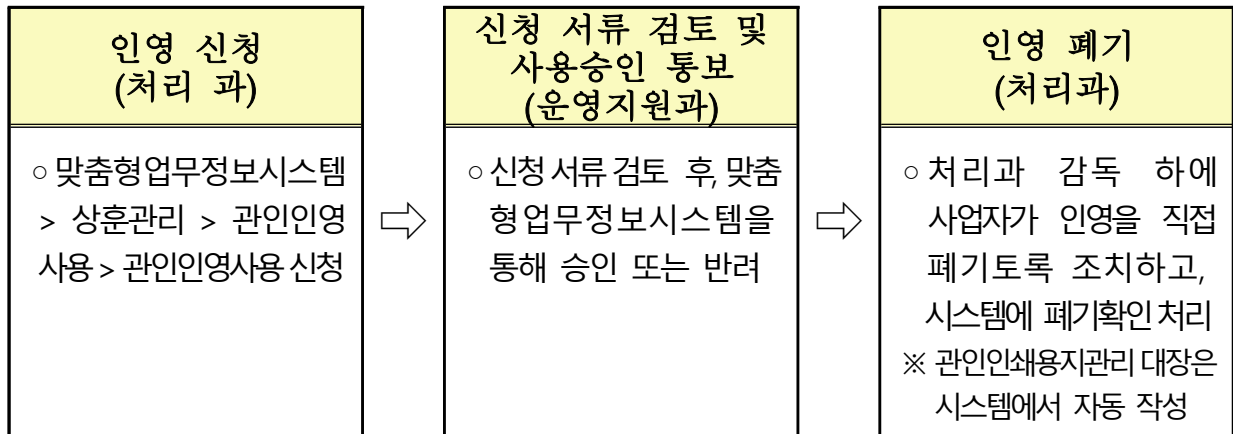 인영 신청
(처리 과)
○ 맞춤형업무정보시스템
> 상훈관리 > 관인인영
사용 > 관인인영사용 신청
⇨
신청 서류 검토 및
사용승인 통보
(운영지원과)
○ 신청 서류 검토 후, 맞춤
형업무정보시스템을
통해 승인 또는 반려
⇨
인영 폐기
(처리과)
○ 처리과 감독 하에
사업자가 인영을 직접
폐기토록 조치하고,
시스템에 폐기확인 처리
※ 관인인쇄용지관리 대장은
시스템에서 자동 작성